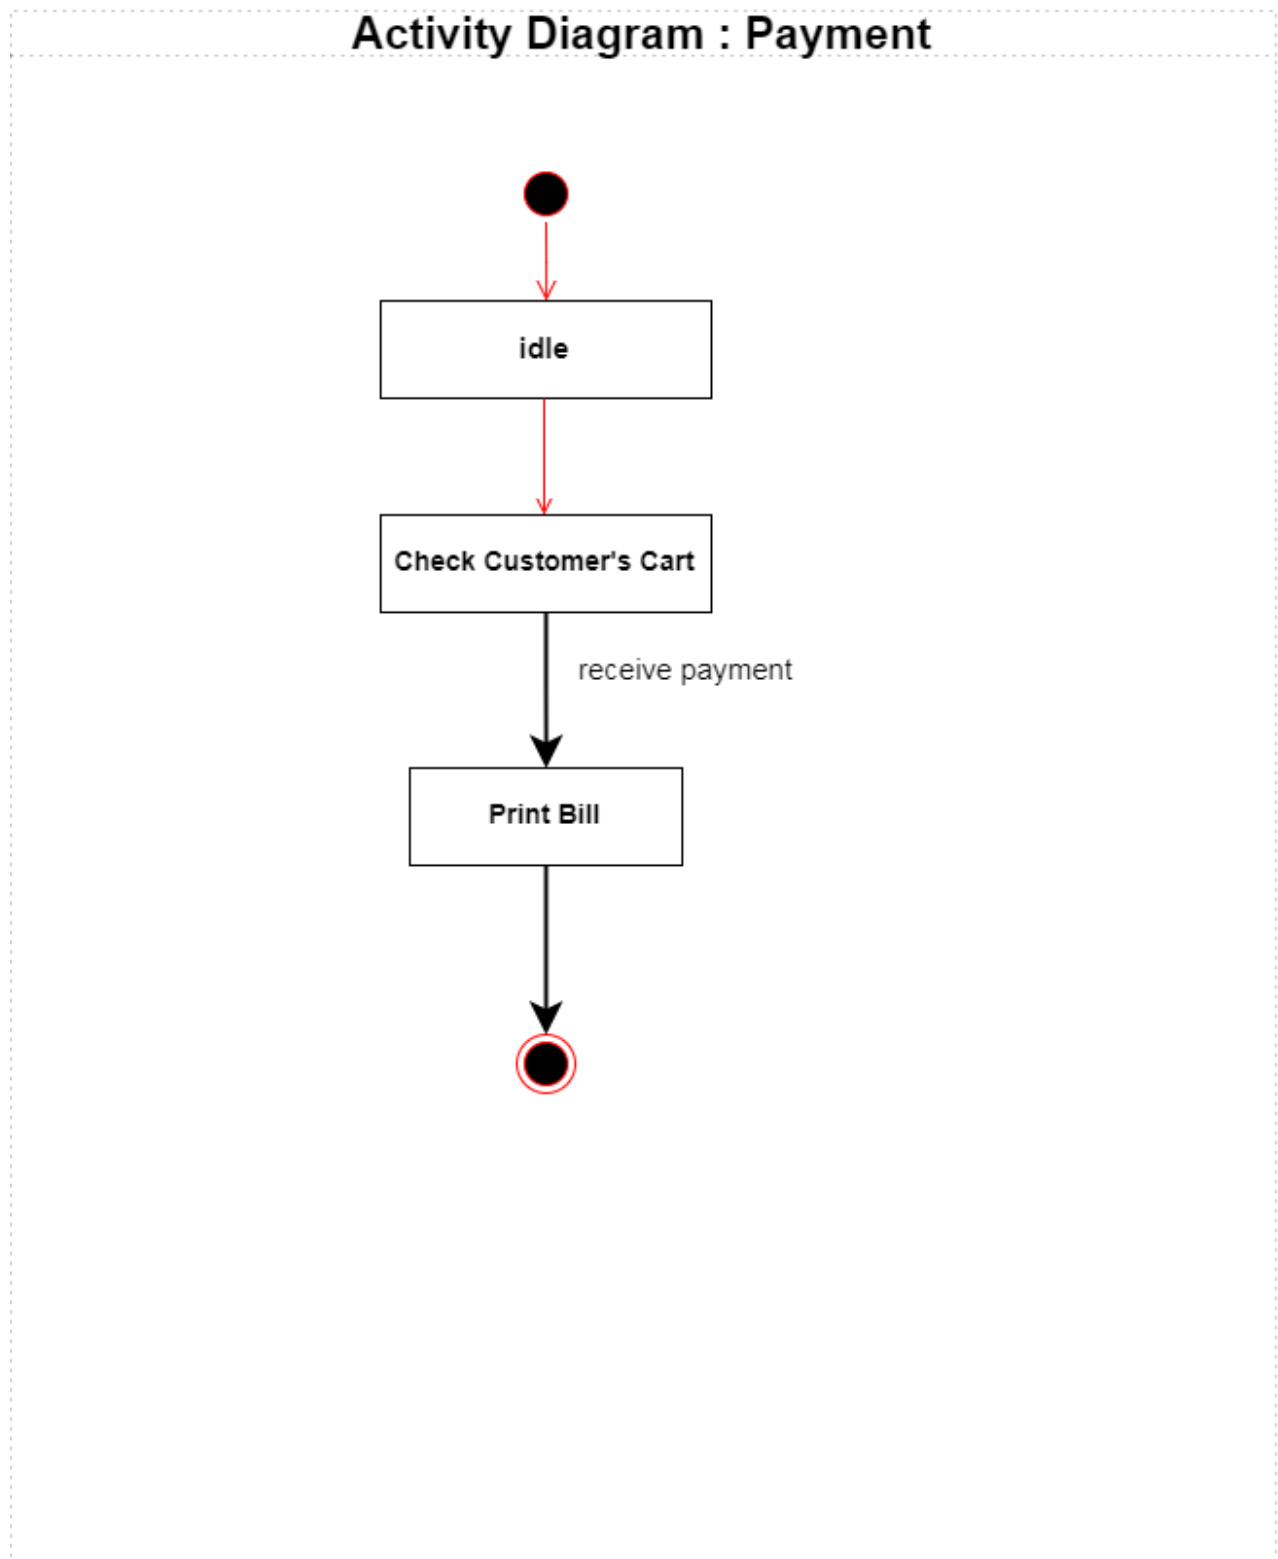 Activity Diagram : Payment
idle
Check Customer's Cart
receive payment
Print Bill